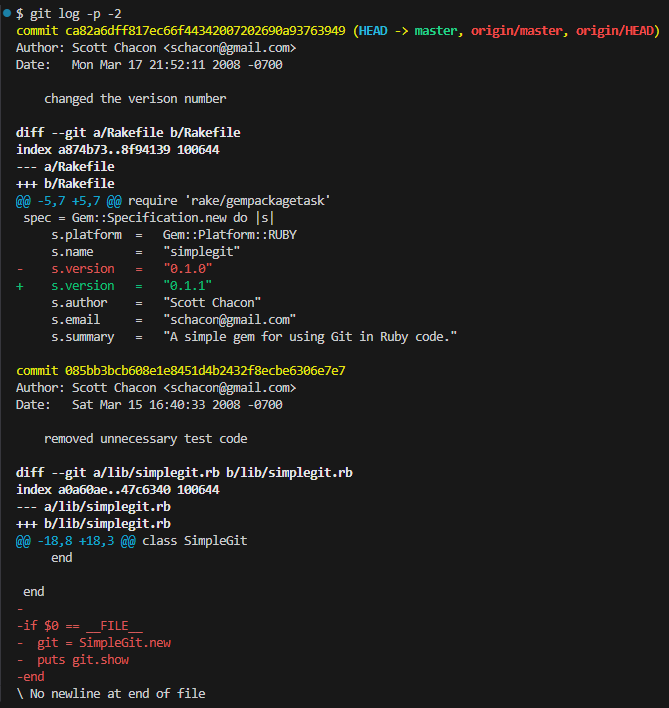 $ git log -p -2
commit ca82a6dff817ec66f44342007202690a93763949 (HEAD -> master, origin/master, origin/HEAD)
Author: Scott Chacon <schacon@gmail.com>
Date:   Mon Mar 17 21:52:11 2008 -0700

    changed the verison number

diff --git a/Rakefile b/Rakefile
index a874b73..8f94139 100644
--- a/Rakefile
+++ b/Rakefile
@@ -5,7 +5,7 @@ require 'rake/gempackagetask'
 spec = Gem::Specification.new do |s|
     s.platform  =   Gem::Platform::RUBY
     s.name      =   "simplegit"
-    s.version   =   "0.1.0"
+    s.version   =   "0.1.1"
     s.author    =   "Scott Chacon"
     s.email     =   "schacon@gmail.com"
     s.summary   =   "A simple gem for using Git in Ruby code."

commit 085bb3bcb608e1e8451d4b2432f8ecbe6306e7e7
Author: Scott Chacon <schacon@gmail.com>
Date:   Sat Mar 15 16:40:33 2008 -0700

    removed unnecessary test code

diff --git a/lib/simplegit.rb b/lib/simplegit.rb
index a0a60ae..47c6340 100644
--- a/lib/simplegit.rb
+++ b/lib/simplegit.rb
@@ -18,8 +18,3 @@ class SimpleGit
     end

 end
-
-if $0 == __FILE__
-  git = SimpleGit.new
-  puts git.show
-end
\ No newline at end of file